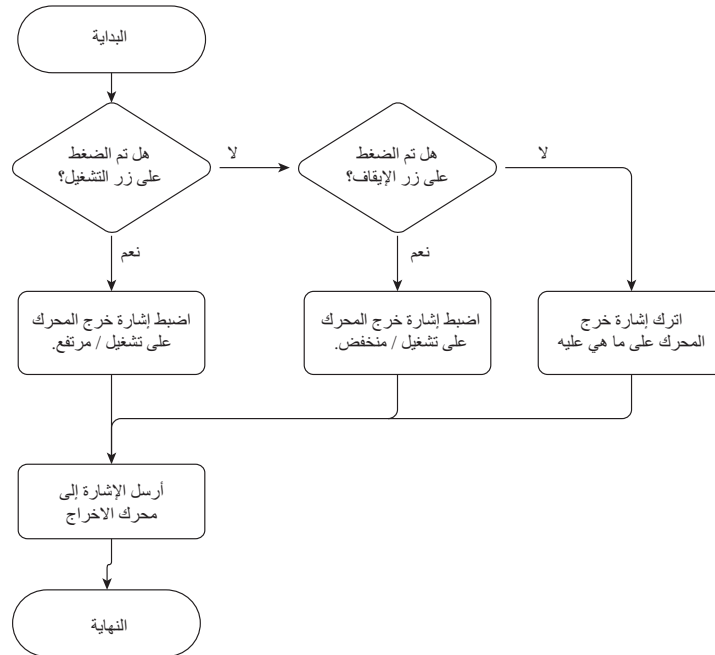 البداية
هل تم الضغط
على زر التشغيل؟
لا
هل تم الضغط
على زر الإيقاف؟
لا
نعم
نعم
اضبط إشارة خرج المحرك
على تشغيل / مرتفع.
اضبط إشارة خرج المحرك
على تشغيل / منخفض.
اترك إشارة خرج
المحرك على ما هي عليه
أرسل الإشارة إلى
محرك الاخراج
النهاية